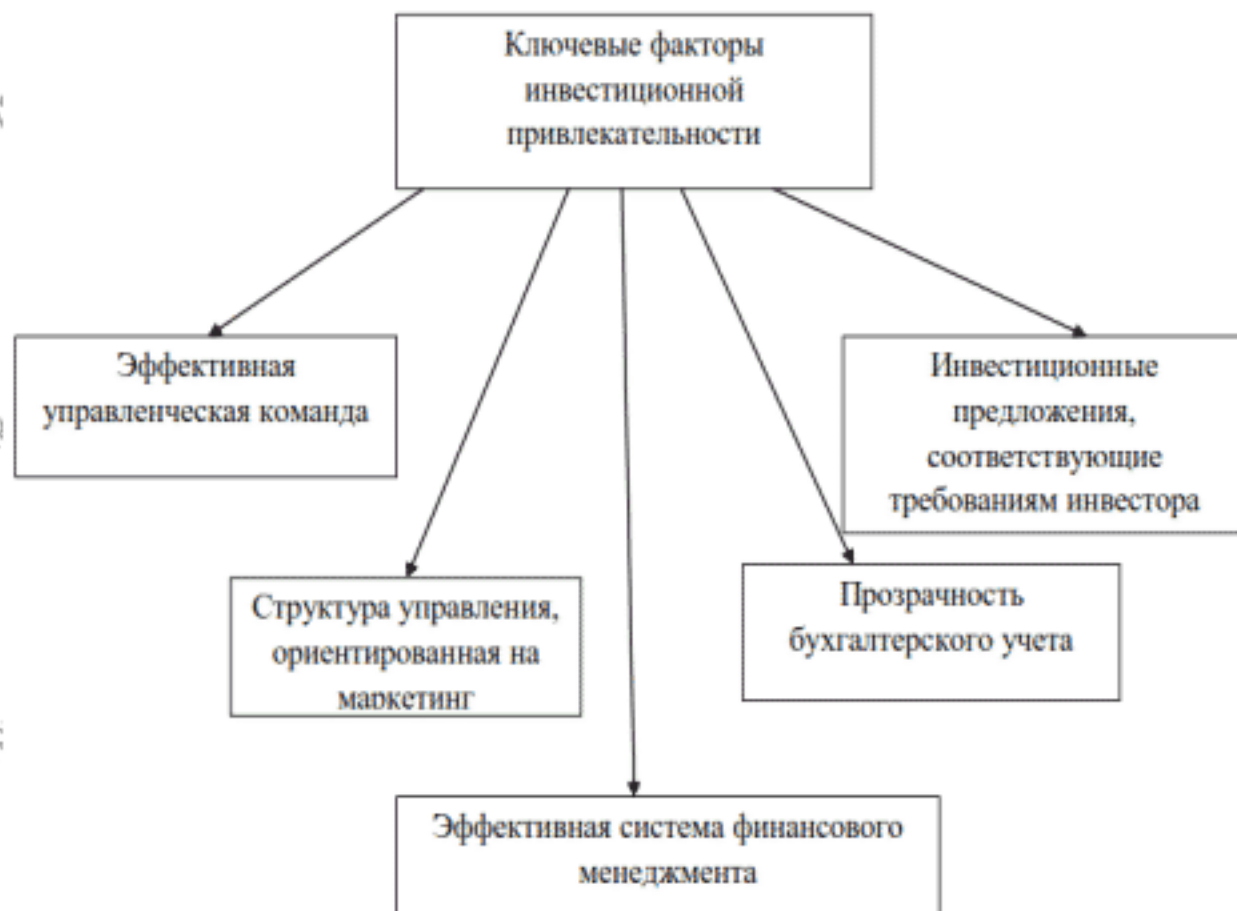 Ключевые факторы
инвестиционной
привлекательности
Эффективная
управленческая команда
Инвестиционные
предложения,
соответствующие
требованиям инвестора
Структура управления,
ориентированная на
маркетинг
Прозрачность
бухгалтерского учета
Эффективная система финансового
менеджмента